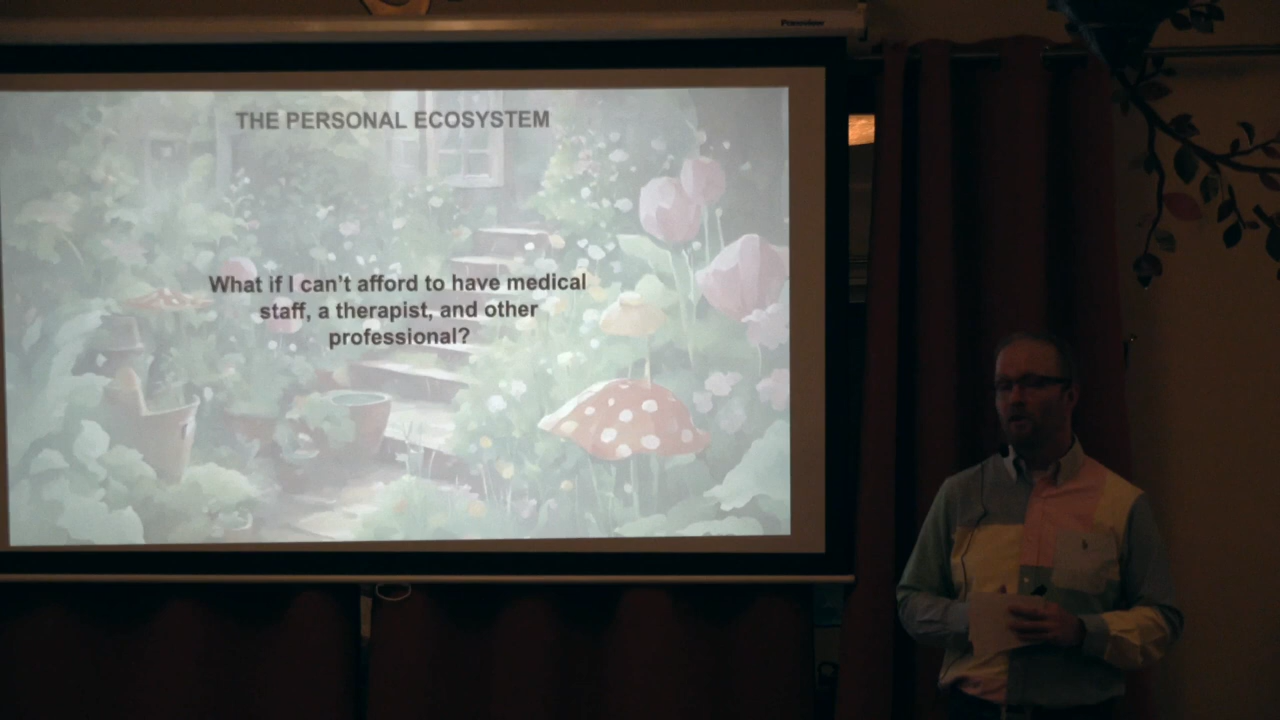 THE PERSONAL ECOSYSTEM
What if I can't afford to have medical
staff, a therapist, and other
professional?